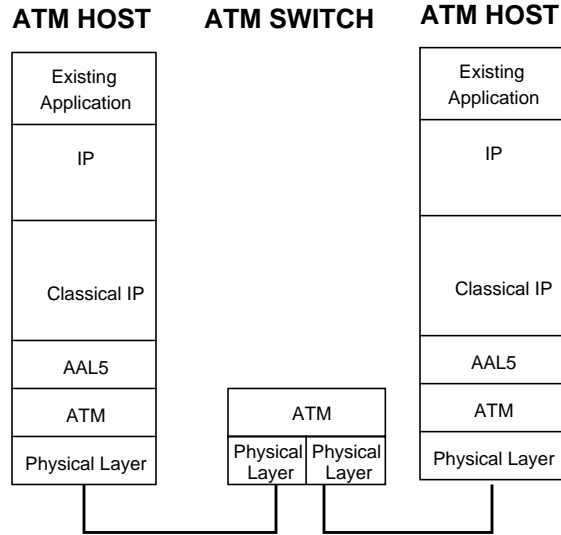 ATM HOST
ATM SWITCH
ATM HOST
Existing
Application
IP
Classical IP
AAL5
ATM
Physical Layer
ATM
Physical
Layer
Physical
Layer
Existing
Application
IP
Classical IP
AAL5
ATM
Physical Layer